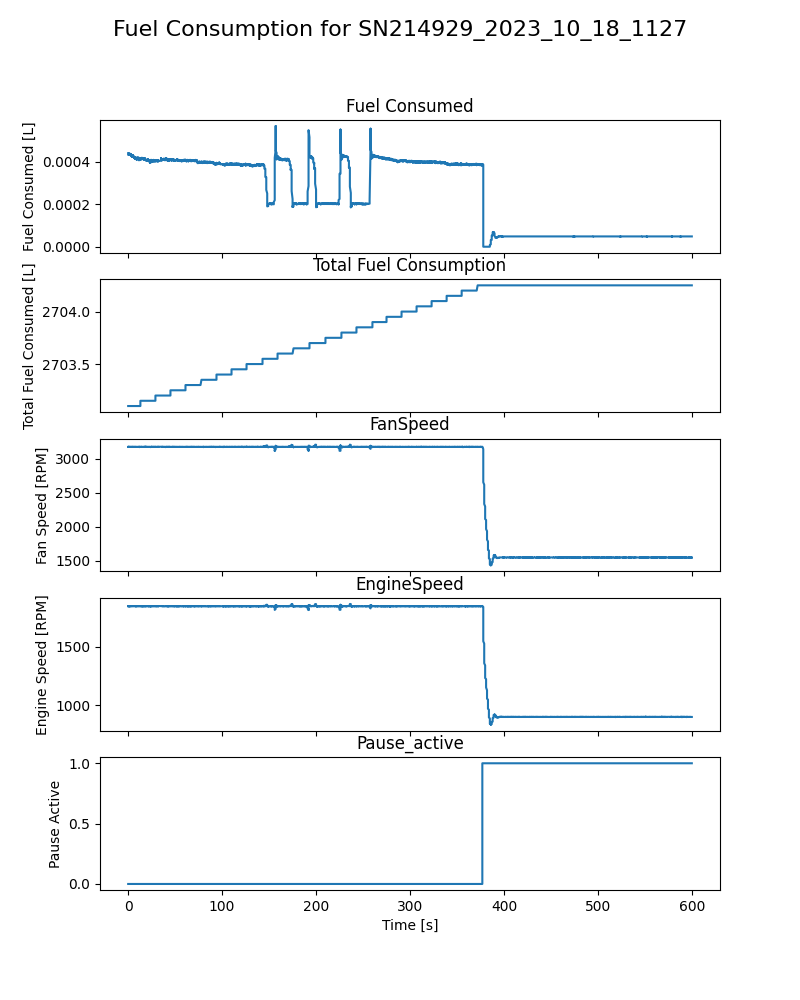 Fuel Consumption for SN214929_2023_10_18_1127
Fuel Consumed
Fuel Consumed [L]
0.0004
0.0002
0.0000
Total Fuel Consumption
Total Fuel Consumed [L]
2704.0
2703.5
FanSpeed
Fan Speed [RPM]
3000
2500
2000
1500
EngineSpeed
Engine Speed [RPM]
1500
1000
Pause_active
Pause Active
1.0
0.5
0.0
0 100 200 300 400 500 600
Time [s]